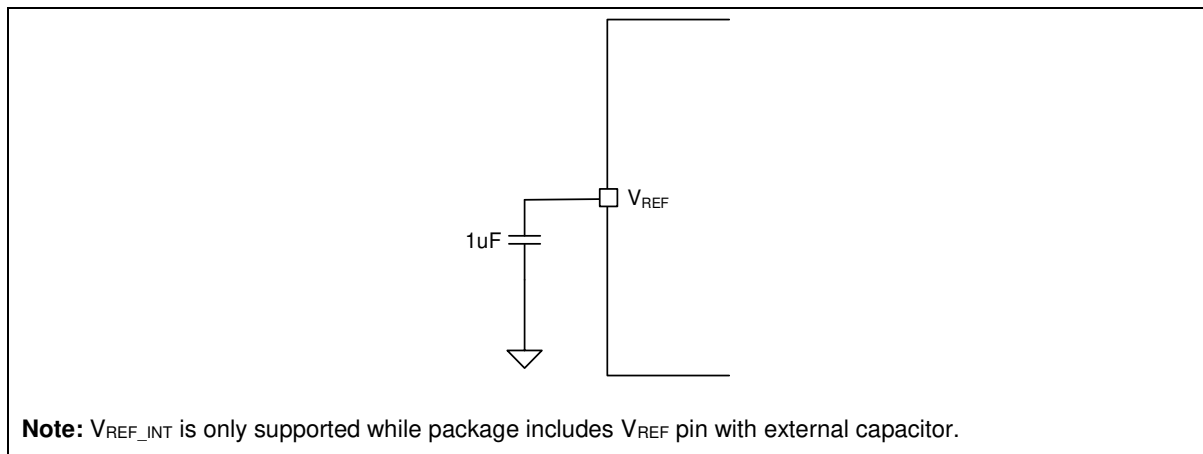 VREF
1uF
Note: VREF_INT is only supported while package includes VREF pin with external capacitor.